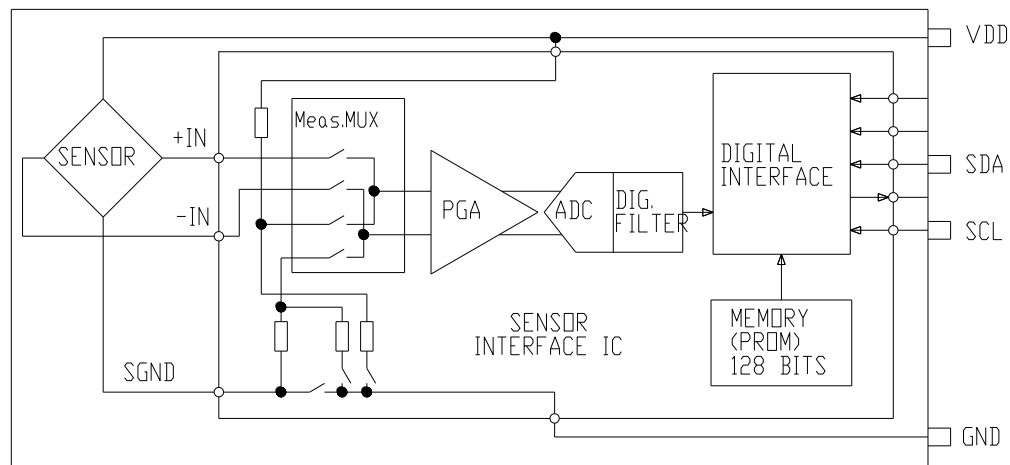 VDD
Meas.MUX
+IN
SENSOR
DIGITAL
INTERFACE
SDA
-IN
PGA
ADC
DIG.
FILTER
SCL
SENSOR
INTERFACE IC
MEMORY
(PROM)
128 BITS
SGND
GND